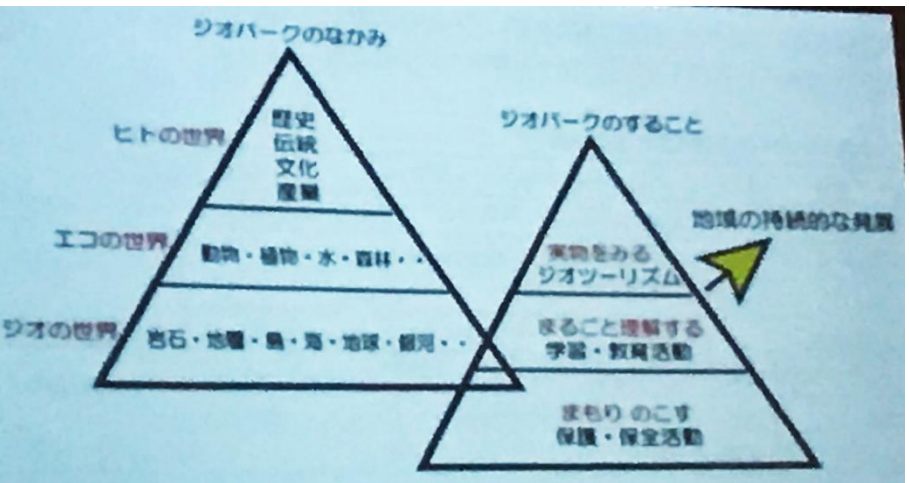 ジオパークのなかみ
ヒトの世界
歴史
伝統
文化
産業
エコの世界
動物・植物・水・森林・・
ジオの世界
岩石・地層・島・海・地球・銀河・・
ジオパークのすること
地域の持続的な発展
実物をみる
ジオツーリズム
まるごと理解する
学習・教育活動
まもり のこす
保護・保全活動